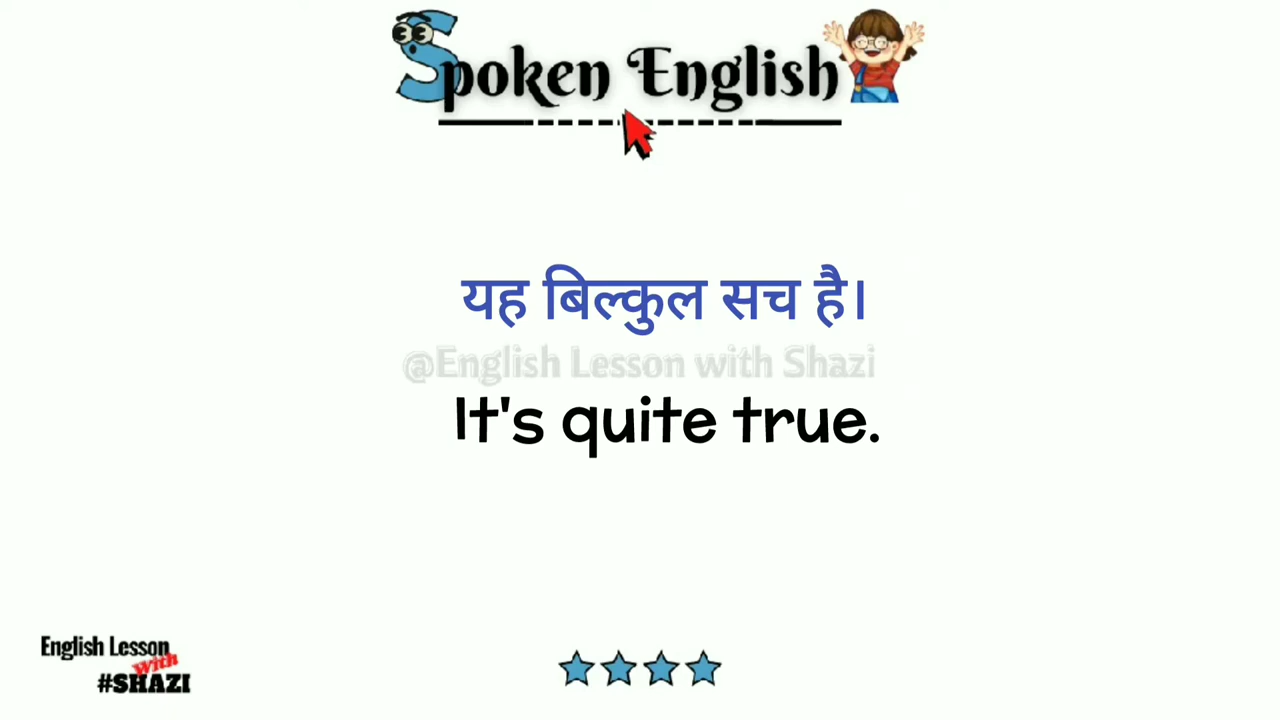 Spoken English
यह बिल्कुल सच है।
@English Lesson with Shazi
It's quite true.
English Lesson
with
#SHAZI